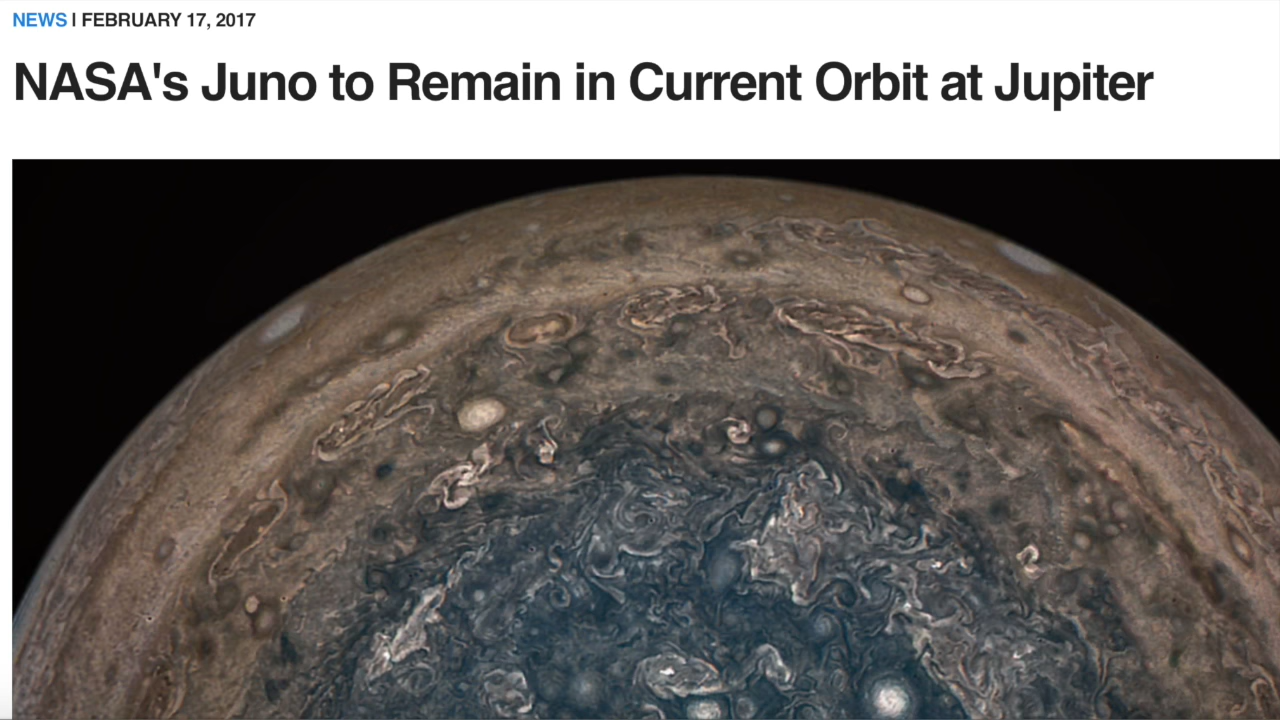 NEWS | FEBRUARY 17, 2017
NASA's Juno to Remain in Current Orbit at Jupiter